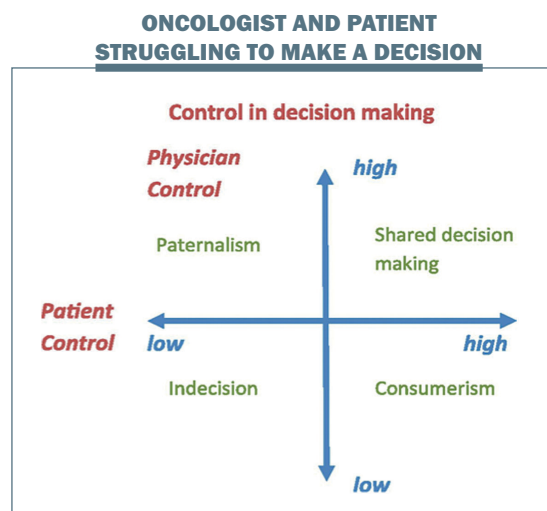 ONCOLOGIST AND PATIENT
STRUGGLING TO MAKE A DECISION
Control in decision making
Physician
Control
high
Paternalism
Shared decision
making
Patient
Control
low
high
Indecision
Consumerism
low